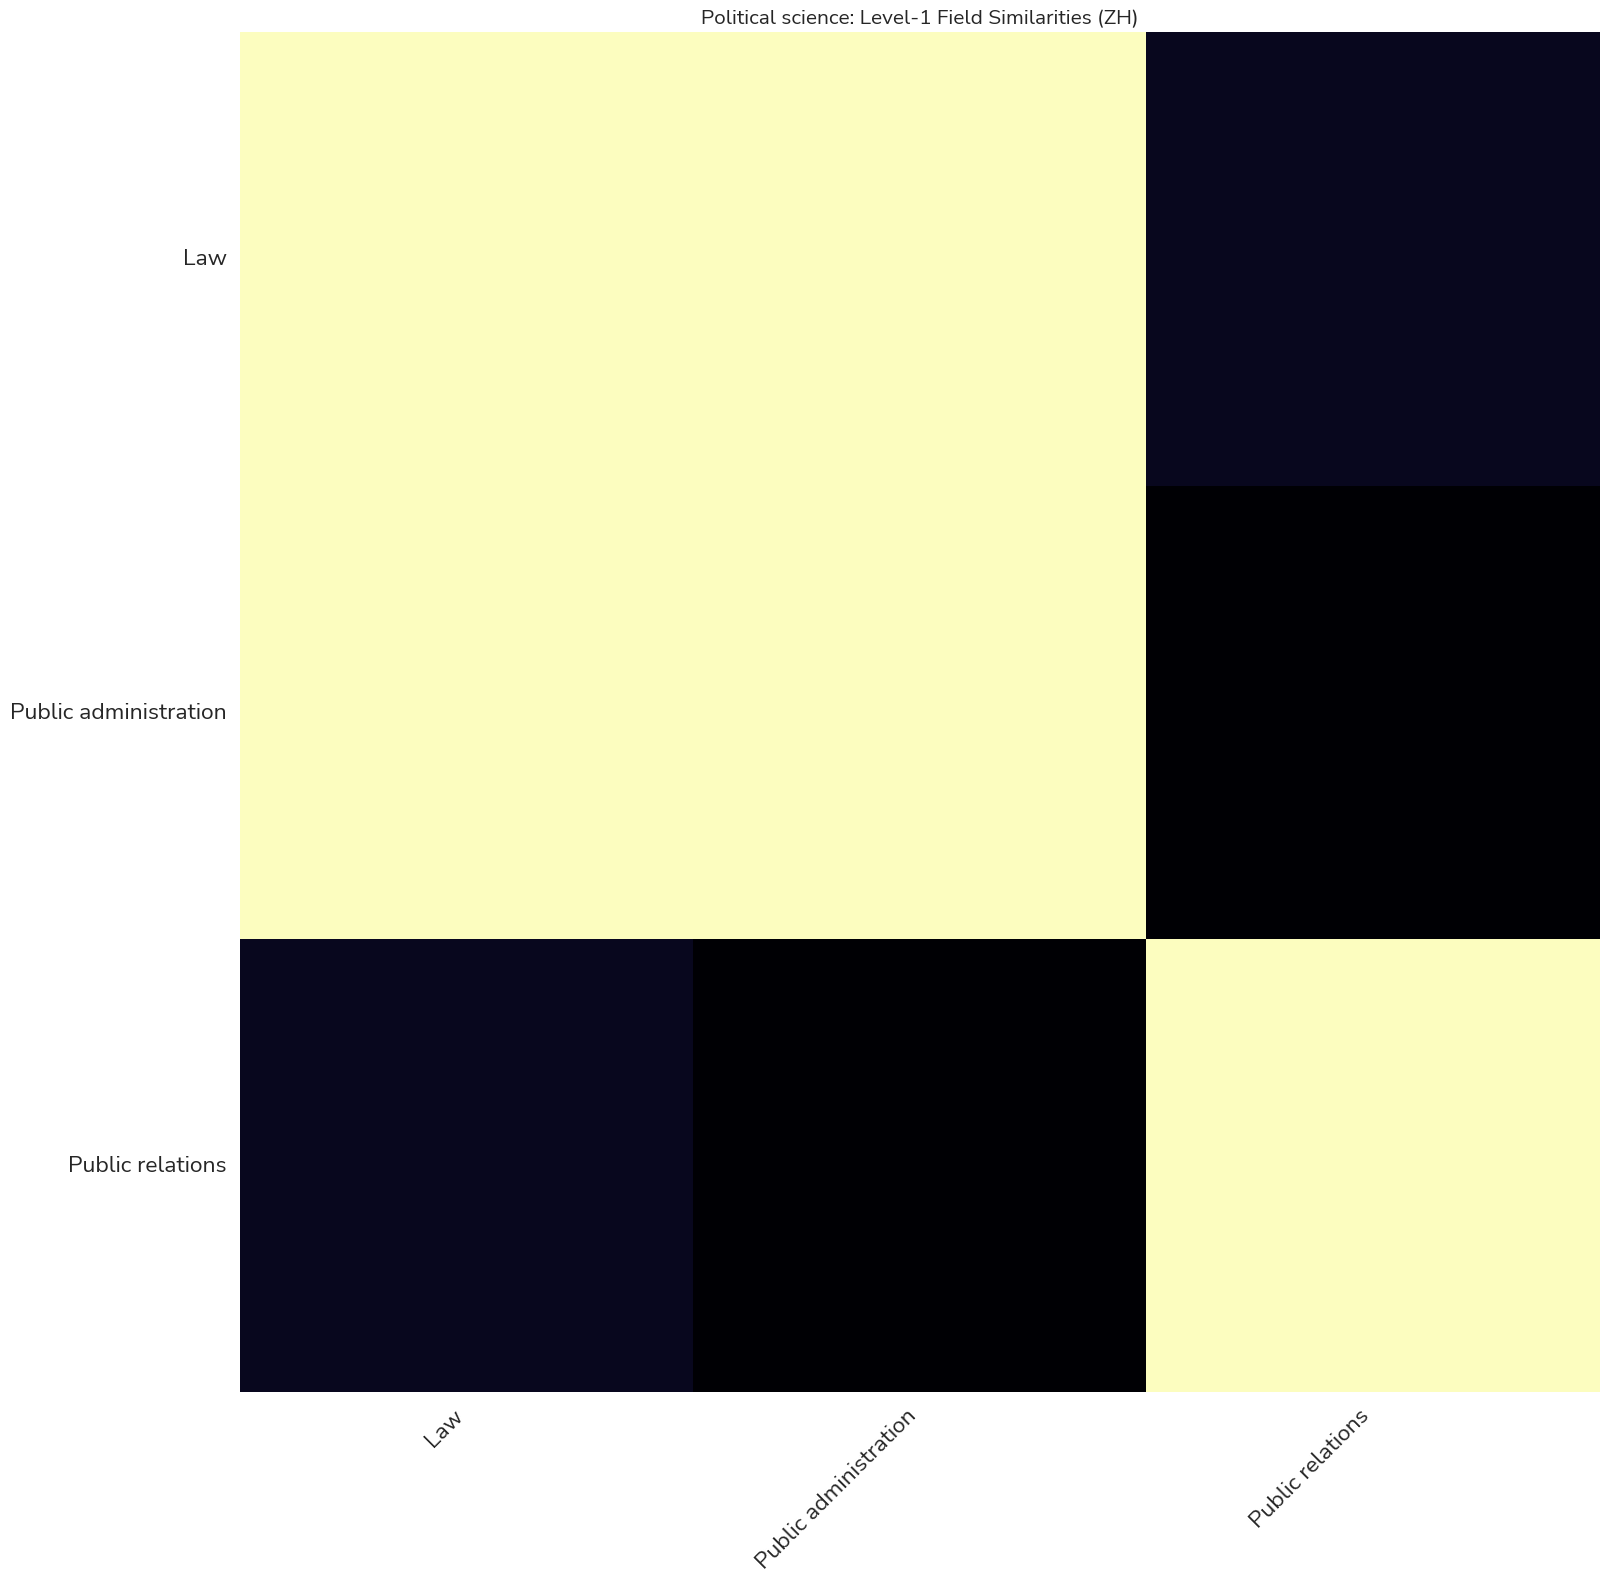 Political science: Level-1 Field Similarities (ZH)
Law
Public administration
Public relations
Law
Public administration
Public relations